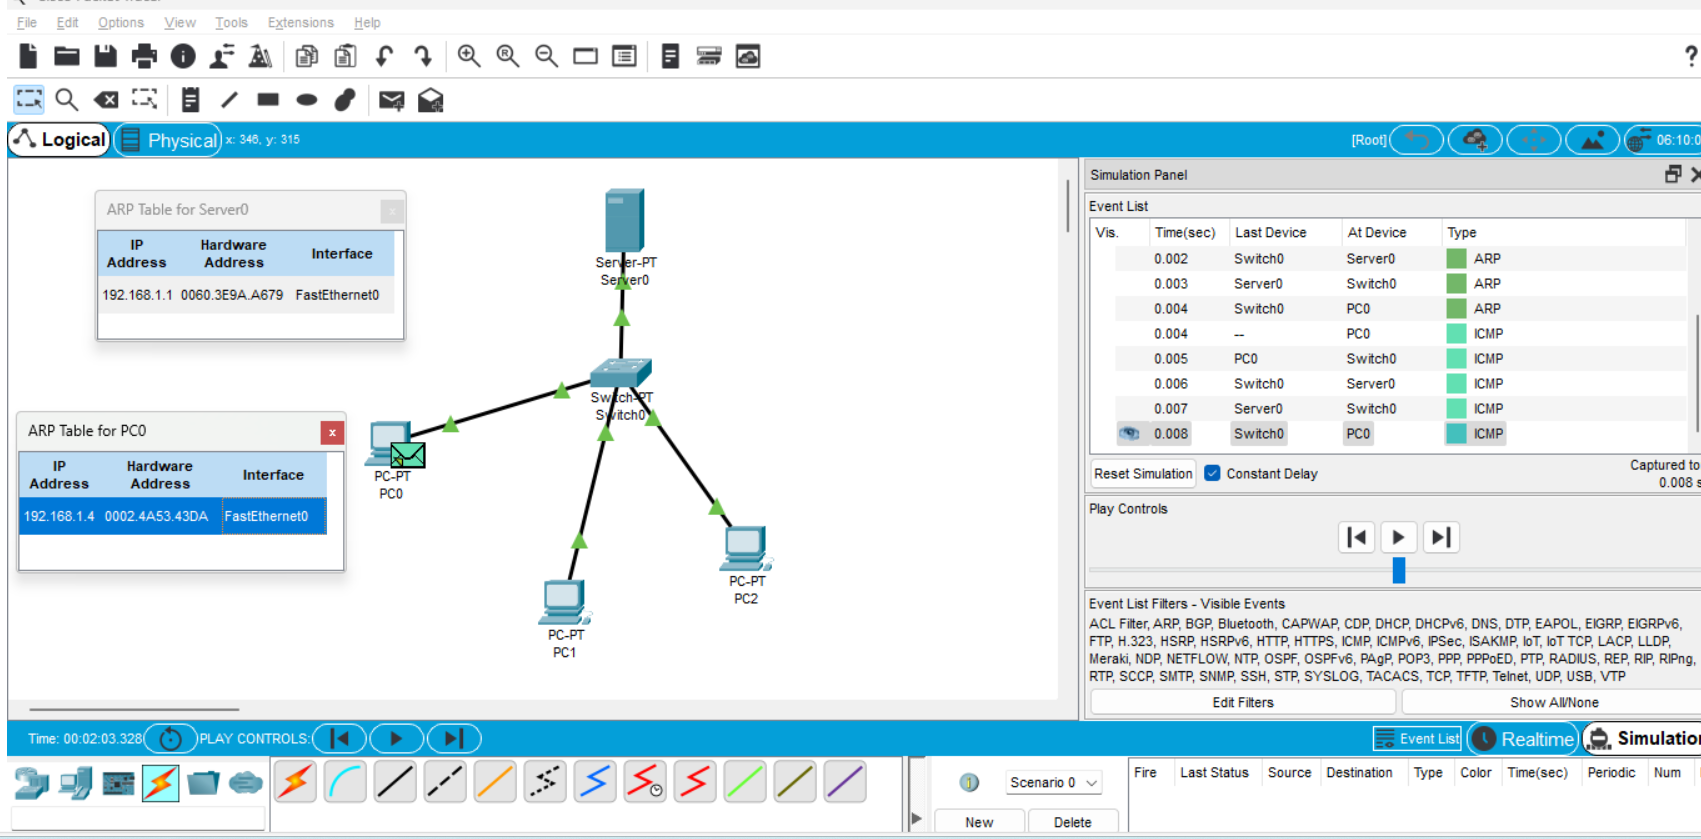 File Edit Options View Tools Extensions Help
?
Logical Physical x: 346, y: 315 [Root] 06:10:0
Simulation Panel
Event List
Vis. Time(sec) Last Device At Device Type
0.002 Switch0 Server0 ARP
0.003 Server0 Switch0 ARP
0.004 Switch0 PC0 ARP
0.004 -- PC0 ICMP
0.005 PC0 Switch0 ICMP
0.006 Switch0 Server0 ICMP
0.007 Server0 Switch0 ICMP
0.008 Switch0 PC0 ICMP
Reset Simulation Constant Delay
Captured to
0.008 s
Play Controls
Event List Filters - Visible Events
ACL Filter, ARP, BGP, Bluetooth, CAPWAP, CDP, DHCP, DHCPv6, DNS, DTP, EAPOL, EIGRP, EIGRPv6,
FTP, H.323, HSRP, HSRPv6, HTTP, HTTPS, ICMP, ICMPv6, IPSec, ISAKMP, IoT, IoT TCP, LACP, LLDP,
Meraki, NDP, NETFLOW, NTP, OSPF, OSPFv6, PAgP, POP3, PPP, PPPoED, PTP, RADIUS, REP, RIP, RIPng,
RTP, SCCP, SMTP, SNMP, SSH, STP, SYSLOG, TACACS, TCP, TFTP, Telnet, UDP, USB, VTP
Edit Filters Show All/None
ARP Table for Server0 x
IP Address Hardware Address Interface
192.168.1.1 0060.3E9A.A679 FastEthernet0
ARP Table for PC0 x
IP Address Hardware Address Interface
192.168.1.4 0002.4A53.43DA FastEthernet0
Server-PT
Server0
Switch-PT
Switch0
PC-PT
PC0
PC-PT
PC2
PC-PT
PC1
Time: 00:02:03.328 PLAY CONTROLS: Event List Realtime Simulation
Scenario 0
New Delete
Fire Last Status Source Destination Type Color Time(sec) Periodic Num